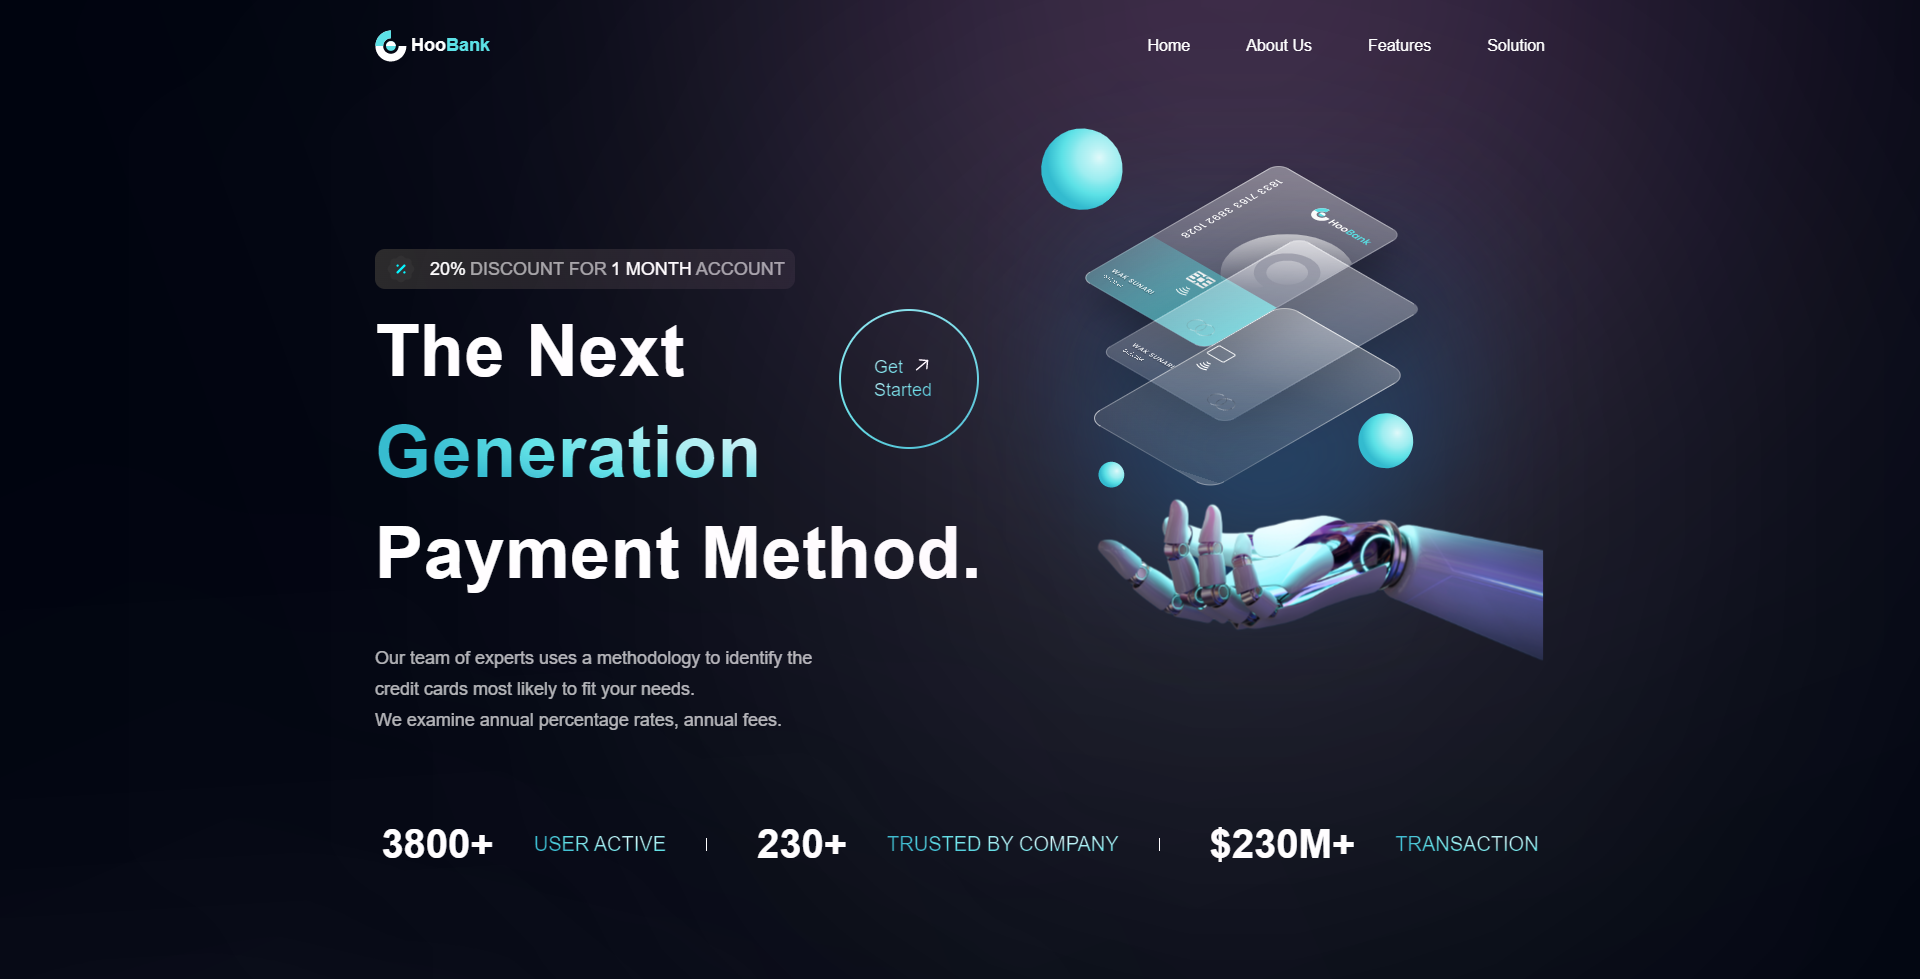 HooBank
Home
About Us
Features
Solution
20% DISCOUNT FOR 1 MONTH ACCOUNT
The Next
Generation
Payment Method.
Get
Started
1833 7163 3892 1028
HooBank
WAK SUNARI
WAK SUNARI
Our team of experts uses a methodology to identify the
credit cards most likely to fit your needs.
We examine annual percentage rates, annual fees.
3800+ USER ACTIVE
230+ TRUSTED BY COMPANY
$230M+ TRANSACTION